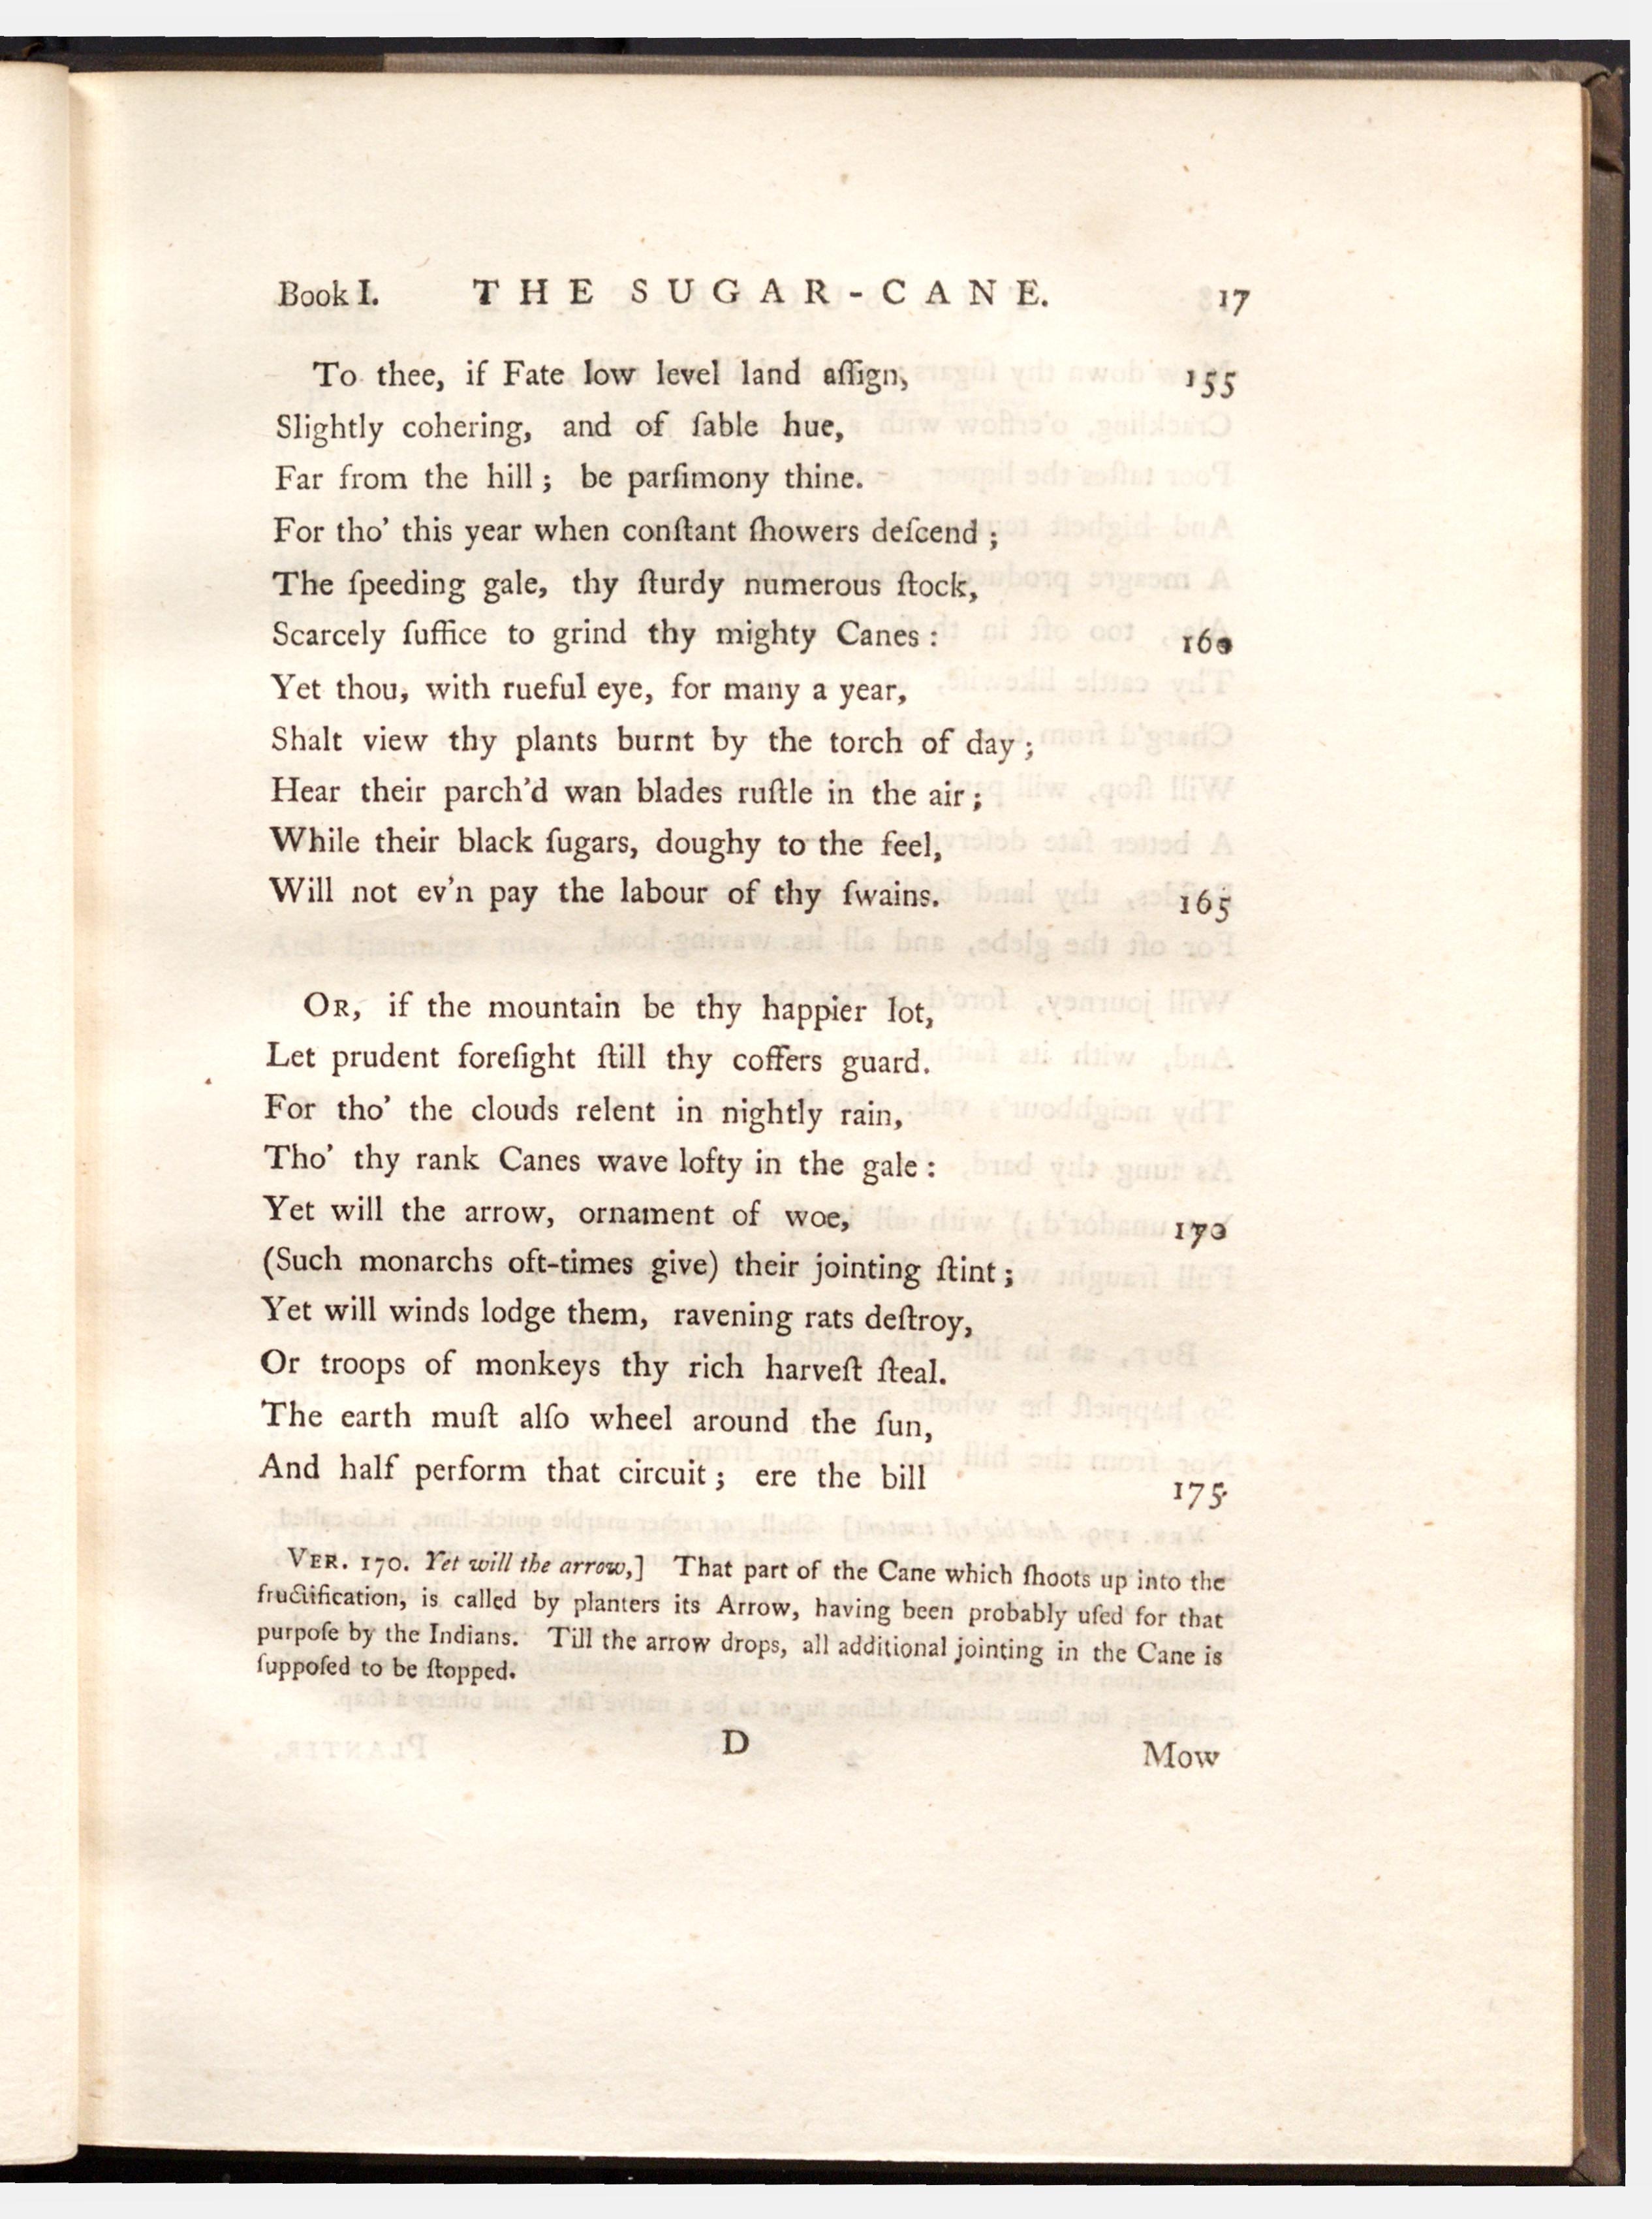 Book I. THE SUGAR-CANE. 17
To thee, if Fate low level land aſſign, 155
Slightly cohering, and of ſable hue,
Far from the hill; be parſimony thine.
For tho' this year when conſtant ſhowers deſcend;
The ſpeeding gale, thy ſturdy numerous ſtock,
Scarcely ſuffice to grind thy mighty Canes: 160
Yet thou, with rueful eye, for many a year,
Shalt view thy plants burnt by the torch of day;
Hear their parch'd wan blades ruſtle in the air;
While their black ſugars, doughy to the feel,
Will not ev'n pay the labour of thy ſwains. 165
OR, if the mountain be thy happier lot,
Let prudent foreſight ſtill thy coffers guard.
For tho' the clouds relent in nightly rain,
Tho' thy rank Canes wave lofty in the gale:
Yet will the arrow, ornament of woe, 170
(Such monarchs oft-times give) their jointing ſtint;
Yet will winds lodge them, ravening rats deſtroy,
Or troops of monkeys thy rich harveſt ſteal.
The earth muſt alſo wheel around the ſun,
And half perform that circuit; ere the bill 175
VER. 170. Yet will the arrow,] That part of the Cane which ſhoots up into the
fructification, is called by planters its Arrow, having been probably uſed for that
purpoſe by the Indians. Till the arrow drops, all additional jointing in the Cane is
ſuppoſed to be ſtopped.
D Mow